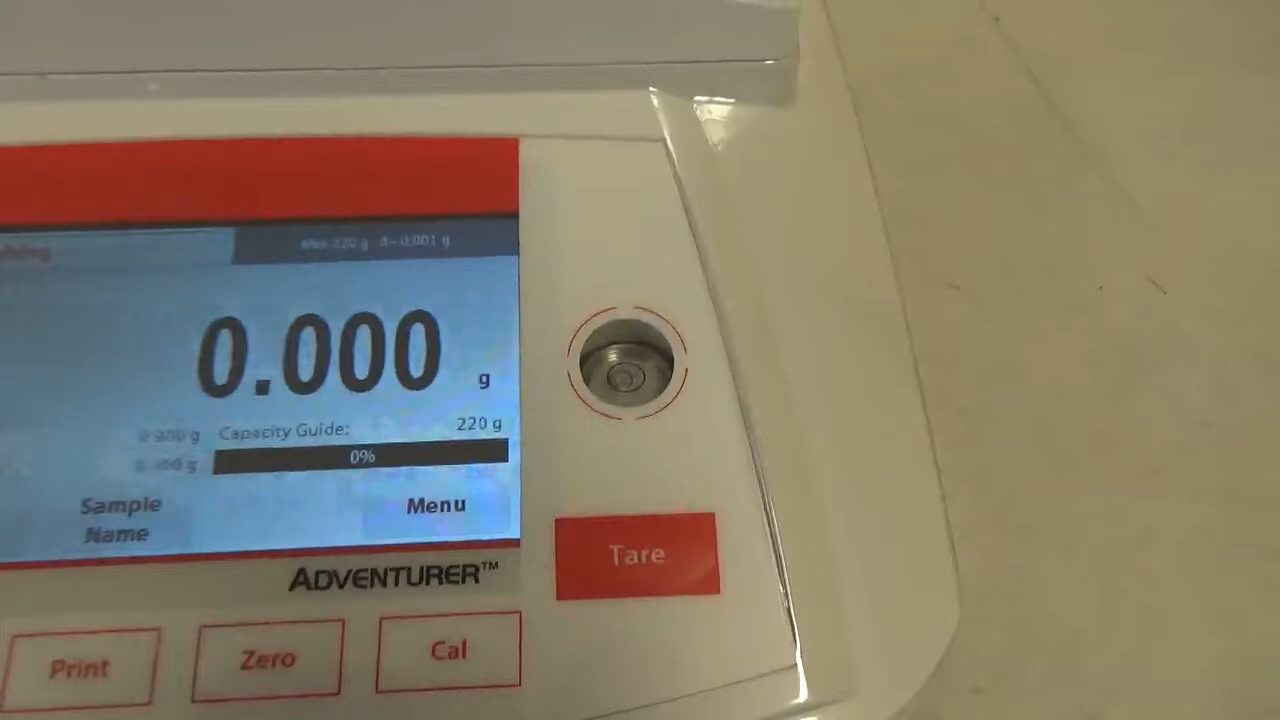 Max 220 g d=0.001 g
0.000 g
Capacity Guide: 220 g
0%
Sample Name
Menu
ADVENTURER™
Tare
Print
Zero
Cal